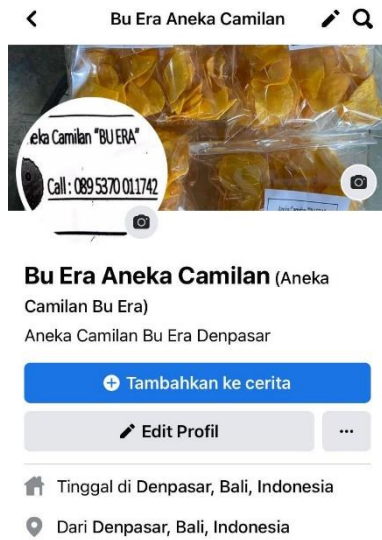 Bu Era Aneka Camilan
eka Camilan "BU ERA"
Call : 089 5370 011742
Bu Era Aneka Camilan (Aneka
Camilan Bu Era)
Aneka Camilan Bu Era Denpasar
Tambahkan ke cerita
Edit Profil
Tinggal di Denpasar, Bali, Indonesia
Dari Denpasar, Bali, Indonesia